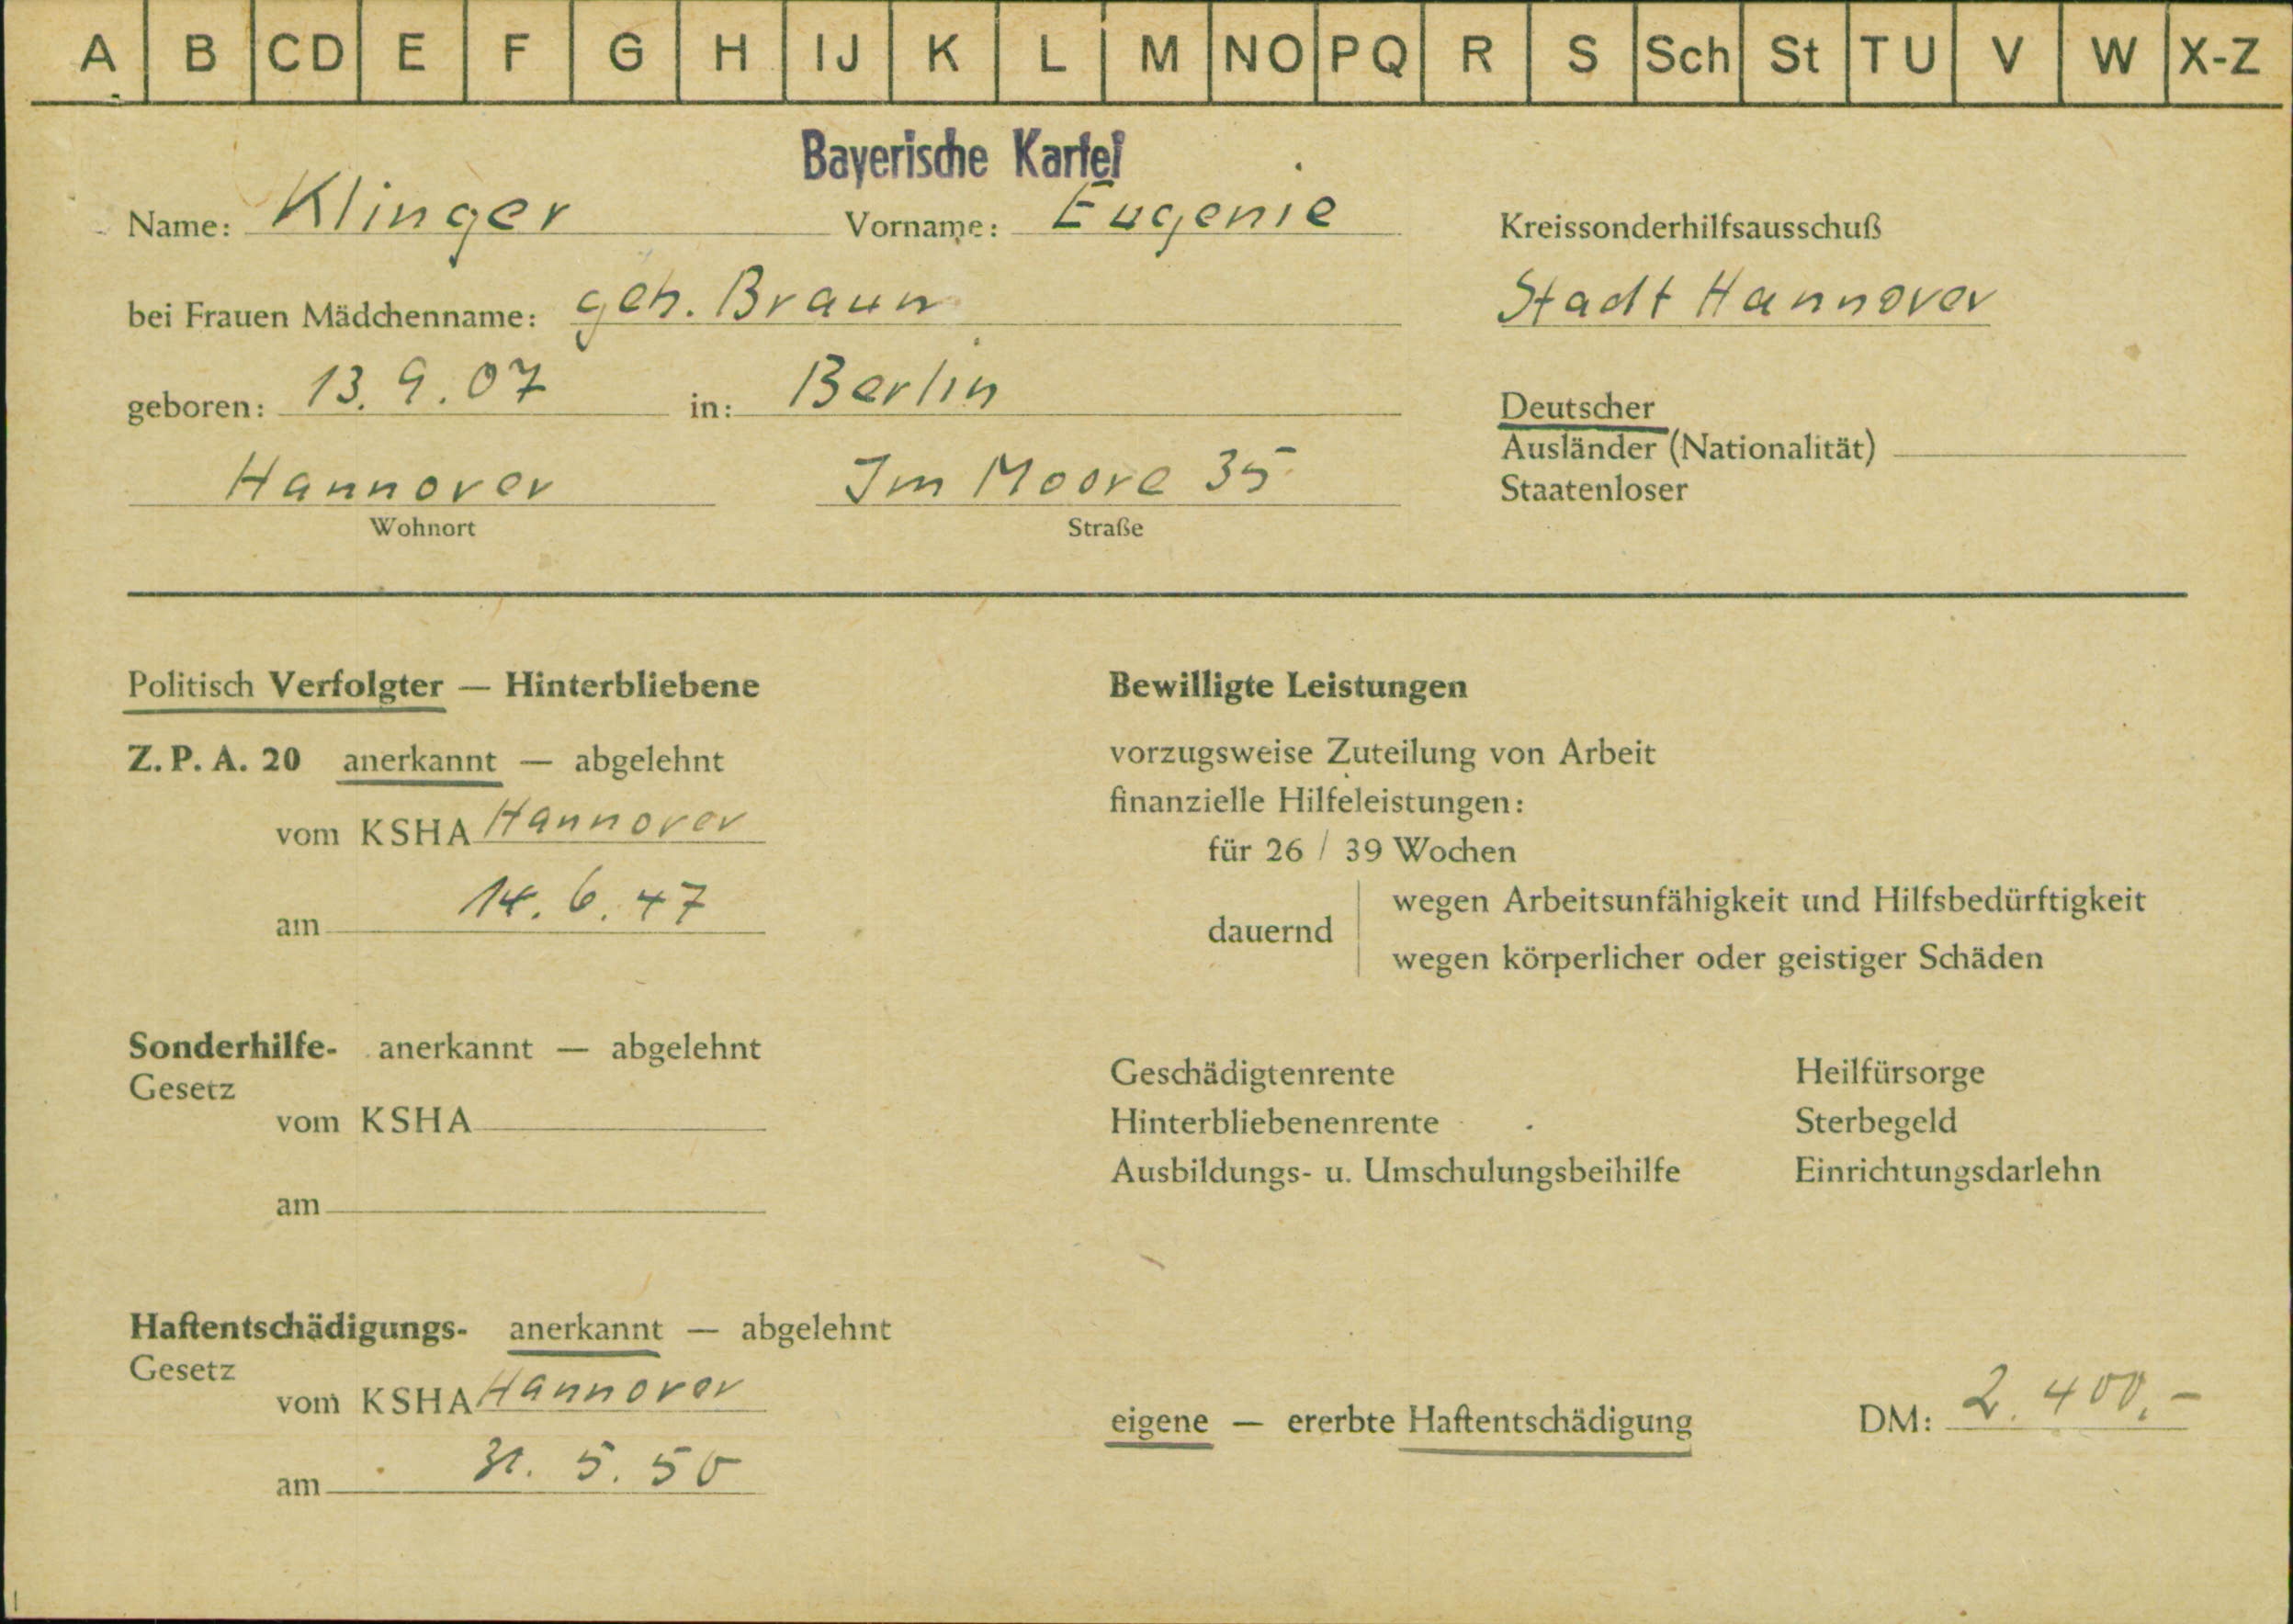 A B CD E F G H IJ K L M NO PQ R S Sch St TU V W X-Z
Bayerische Kartei
Name: Klinger Vorname: Eugenie
Kreissonderhilfsausschuß
bei Frauen Mädchenname: geb. Braun
Stadt Hannover
geboren: 13. 9. 07 in: Berlin
Deutscher
Ausländer (Nationalität)
Staatenloser
Hannover Im Moore 35
Wohnort Straße
Politisch Verfolgter — Hinterbliebene
Z. P. A. 20 anerkannt — abgelehnt
vom KSHA Hannover
am 14. 6. 47
Sonderhilfe- anerkannt — abgelehnt
Gesetz
vom KSHA
am
Haftentschädigungs- anerkannt — abgelehnt
Gesetz
vom KSHA Hannover
am 31. 5. 50
Bewilligte Leistungen
vorzugsweise Zuteilung von Arbeit
finanzielle Hilfeleistungen:
für 26 / 39 Wochen
dauernd
wegen Arbeitsunfähigkeit und Hilfsbedürftigkeit
wegen körperlicher oder geistiger Schäden
Geschädigtenrente Heilfürsorge
Hinterbliebenenrente Sterbegeld
Ausbildungs- u. Umschulungsbeihilfe Einrichtungsdarlehn
eigene — ererbte Haftentschädigung DM: 2.400,-